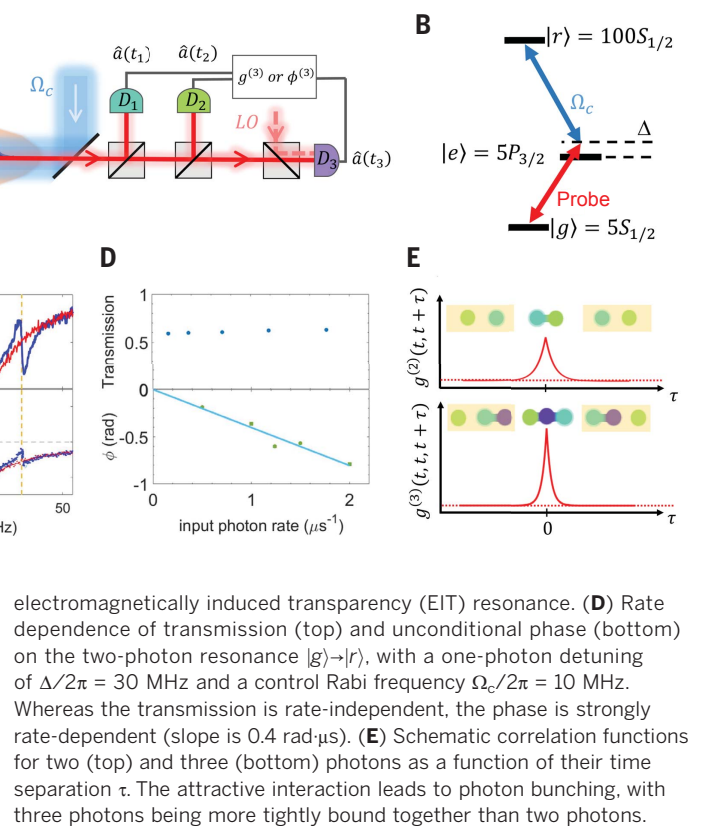 B
|r⟩ = 100S1/2
Ωc
Δ
|e⟩ = 5P3/2
Probe
|g⟩ = 5S1/2
â(t1)
â(t2)
g(3) or ϕ(3)
Ωc
D1
D2
LO
D3
â(t3)
50
Hz)
D
Transmission
1
0.5
0
ϕ (rad)
-0.5
-1
0
1
2
input photon rate (μs-1)
E
g(2)(t, t + τ)
τ
g(3)(t, t, t + τ)
τ
0
electromagnetically induced transparency (EIT) resonance. (D) Rate
dependence of transmission (top) and unconditional phase (bottom)
on the two-photon resonance |g⟩→|r⟩, with a one-photon detuning
of Δ/2π = 30 MHz and a control Rabi frequency Ωc/2π = 10 MHz.
Whereas the transmission is rate-independent, the phase is strongly
rate-dependent (slope is 0.4 rad·μs). (E) Schematic correlation functions
for two (top) and three (bottom) photons as a function of their time
separation τ. The attractive interaction leads to photon bunching, with
three photons being more tightly bound together than two photons.